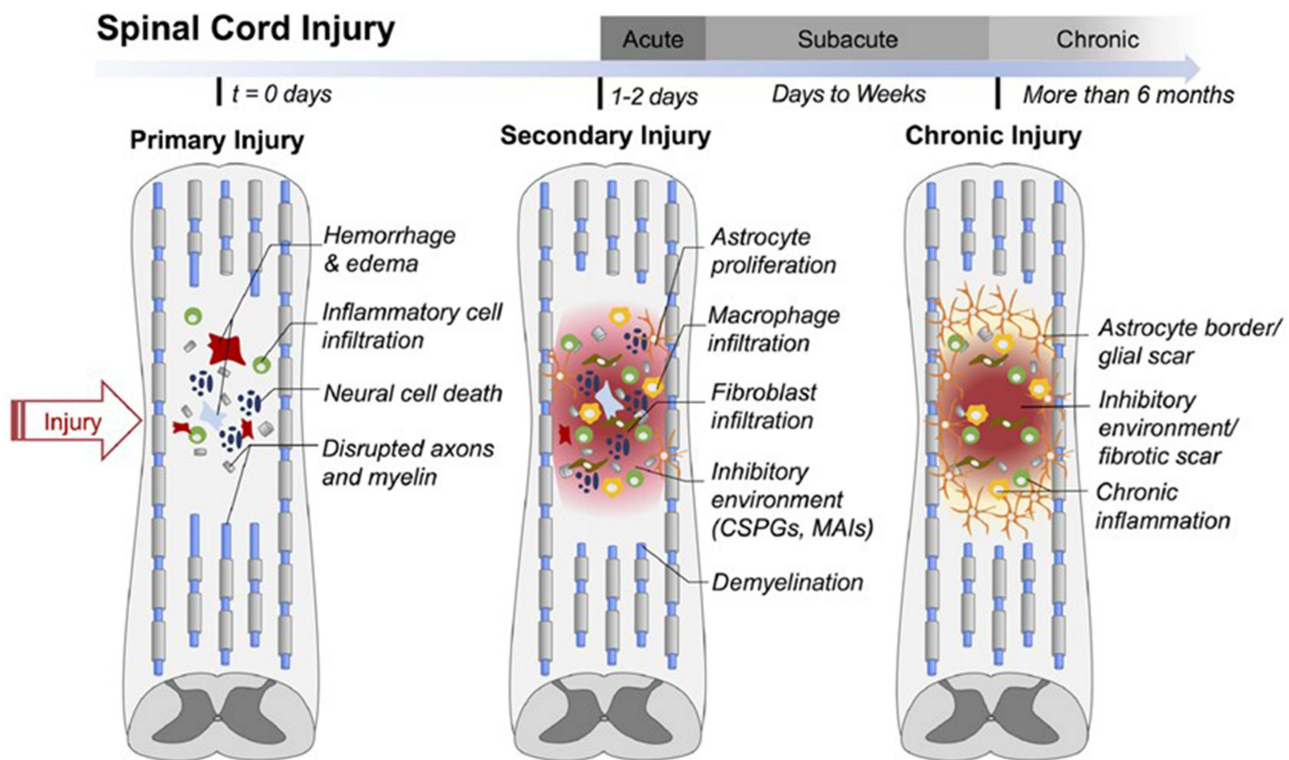 Spinal Cord Injury
Acute
Subacute
Chronic
t = 0 days
1-2 days
Days to Weeks
More than 6 months
Primary Injury
Hemorrhage
& edema
Inflammatory cell
infiltration
Neural cell death
Disrupted axons
and myelin
Injury
Secondary Injury
Astrocyte
proliferation
Macrophage
infiltration
Fibroblast
infiltration
Inhibitory
environment
(CSPGs, MAIs)
Demyelination
Chronic Injury
Astrocyte border/
glial scar
Inhibitory
environment/
fibrotic scar
Chronic
inflammation